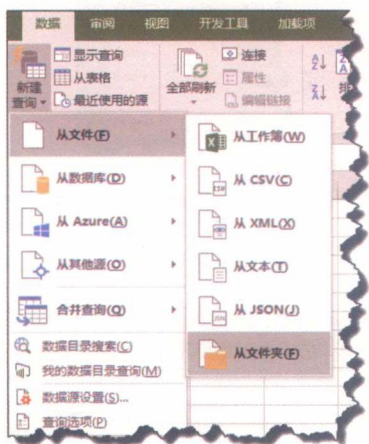 数据 审阅 视图 开发工具 加载项
显示查询 连接
从表格 属性
新建查询 最近使用的源 全部刷新 编辑链接
从文件(F) 从工作簿(W)
从数据库(D) 从 CSV(C)
从 Azure(A) 从 XML(X)
从其他源(O) 从文本(T)
合并查询(Q) 从 JSON(J)
数据目录搜索(C) 从文件夹(F)
我的数据目录查询(M)
数据源设置(S)...
查询选项(P)